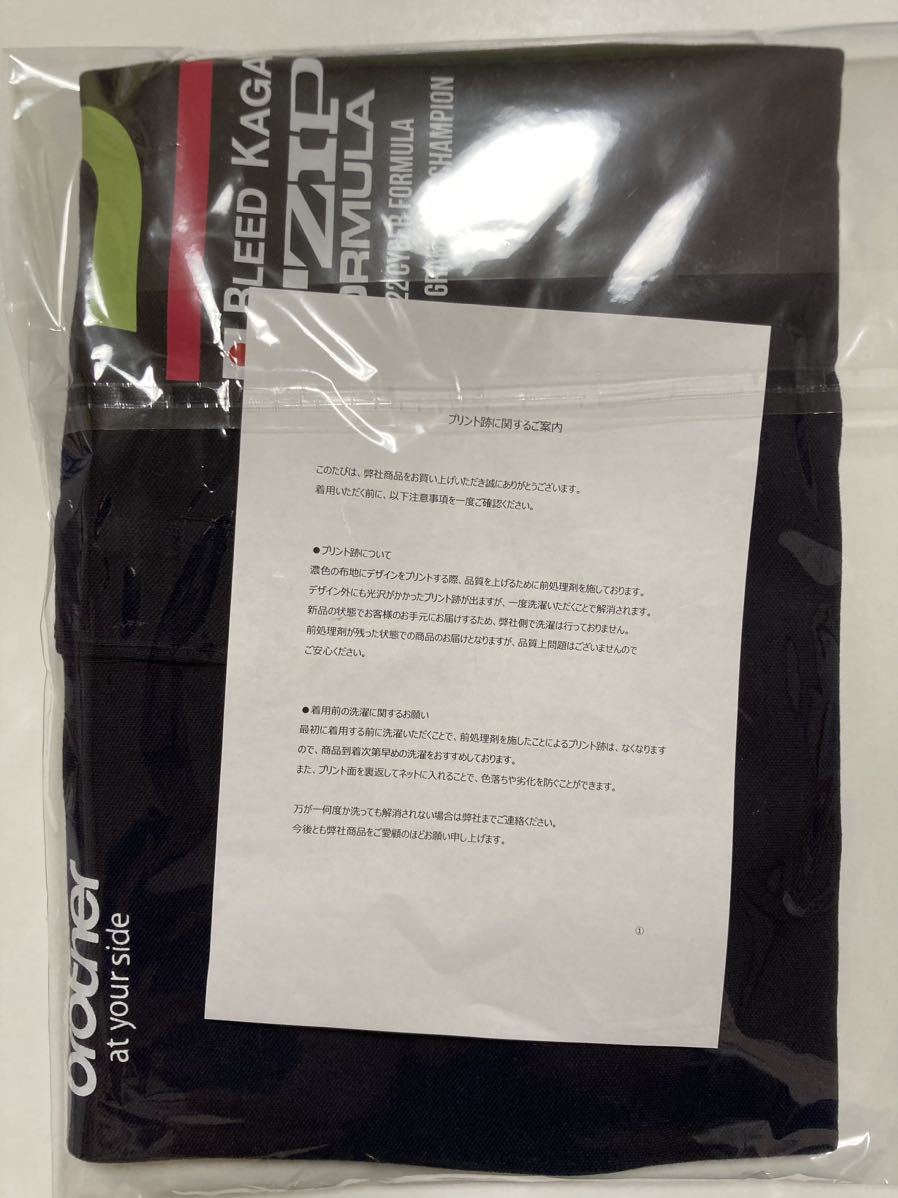 BLEED KAGA
ZIP
FORMULA
22 CYBER FORMULA
GRAND CHAMPION
プリント跡に関するご案内
このたびは、弊社商品をお買い上げいただき誠にありがとうございます。
着用いただく前に、以下注意事項を一度ご確認ください。
●プリント跡について
濃色の布地にデザインをプリントする際、品質を上げるために前処理剤を施しております。
デザイン外にも光沢がかかったプリント跡が出ますが、一度洗濯いただくことで解消されます。
新品の状態でお客様のお手元にお届けするため、弊社側で洗濯は行っておりません。
前処理剤が残った状態での商品のお届けとなりますが、品質上問題はございませんので
ご安心ください。
●着用前の洗濯に関するお願い
最初に着用する前に洗濯いただくことで、前処理剤を施したことによるプリント跡は、なくなります
ので、商品到着次第早めの洗濯をおすすめしております。
また、プリント面を裏返してネットに入れることで、色落ちや劣化を防ぐことができます。
万が一何度か洗っても解消されない場合は弊社までご連絡ください。
今後とも弊社商品をご愛顧のほどお願い申し上げます。
①
brother
at your side